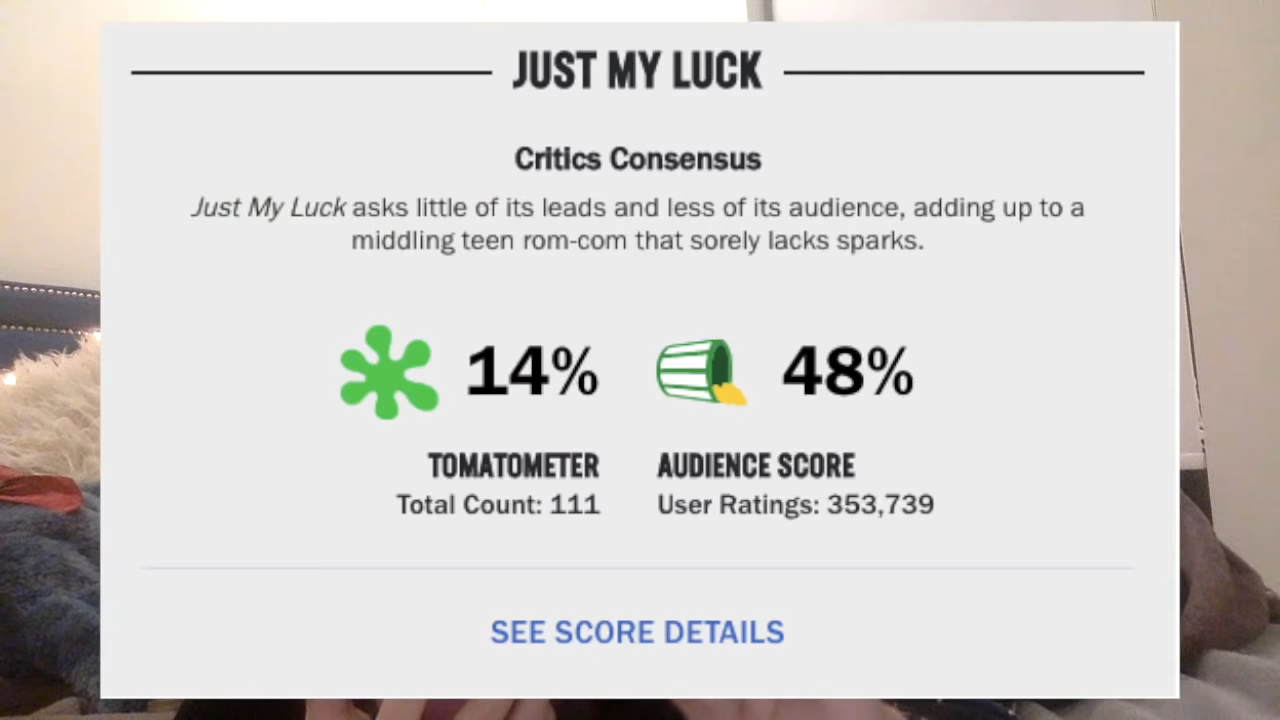 JUST MY LUCK
Critics Consensus
Just My Luck asks little of its leads and less of its audience, adding up to a
middling teen rom-com that sorely lacks sparks.
14% 48%
TOMATOMETER AUDIENCE SCORE
Total Count: 111 User Ratings: 353,739
SEE SCORE DETAILS